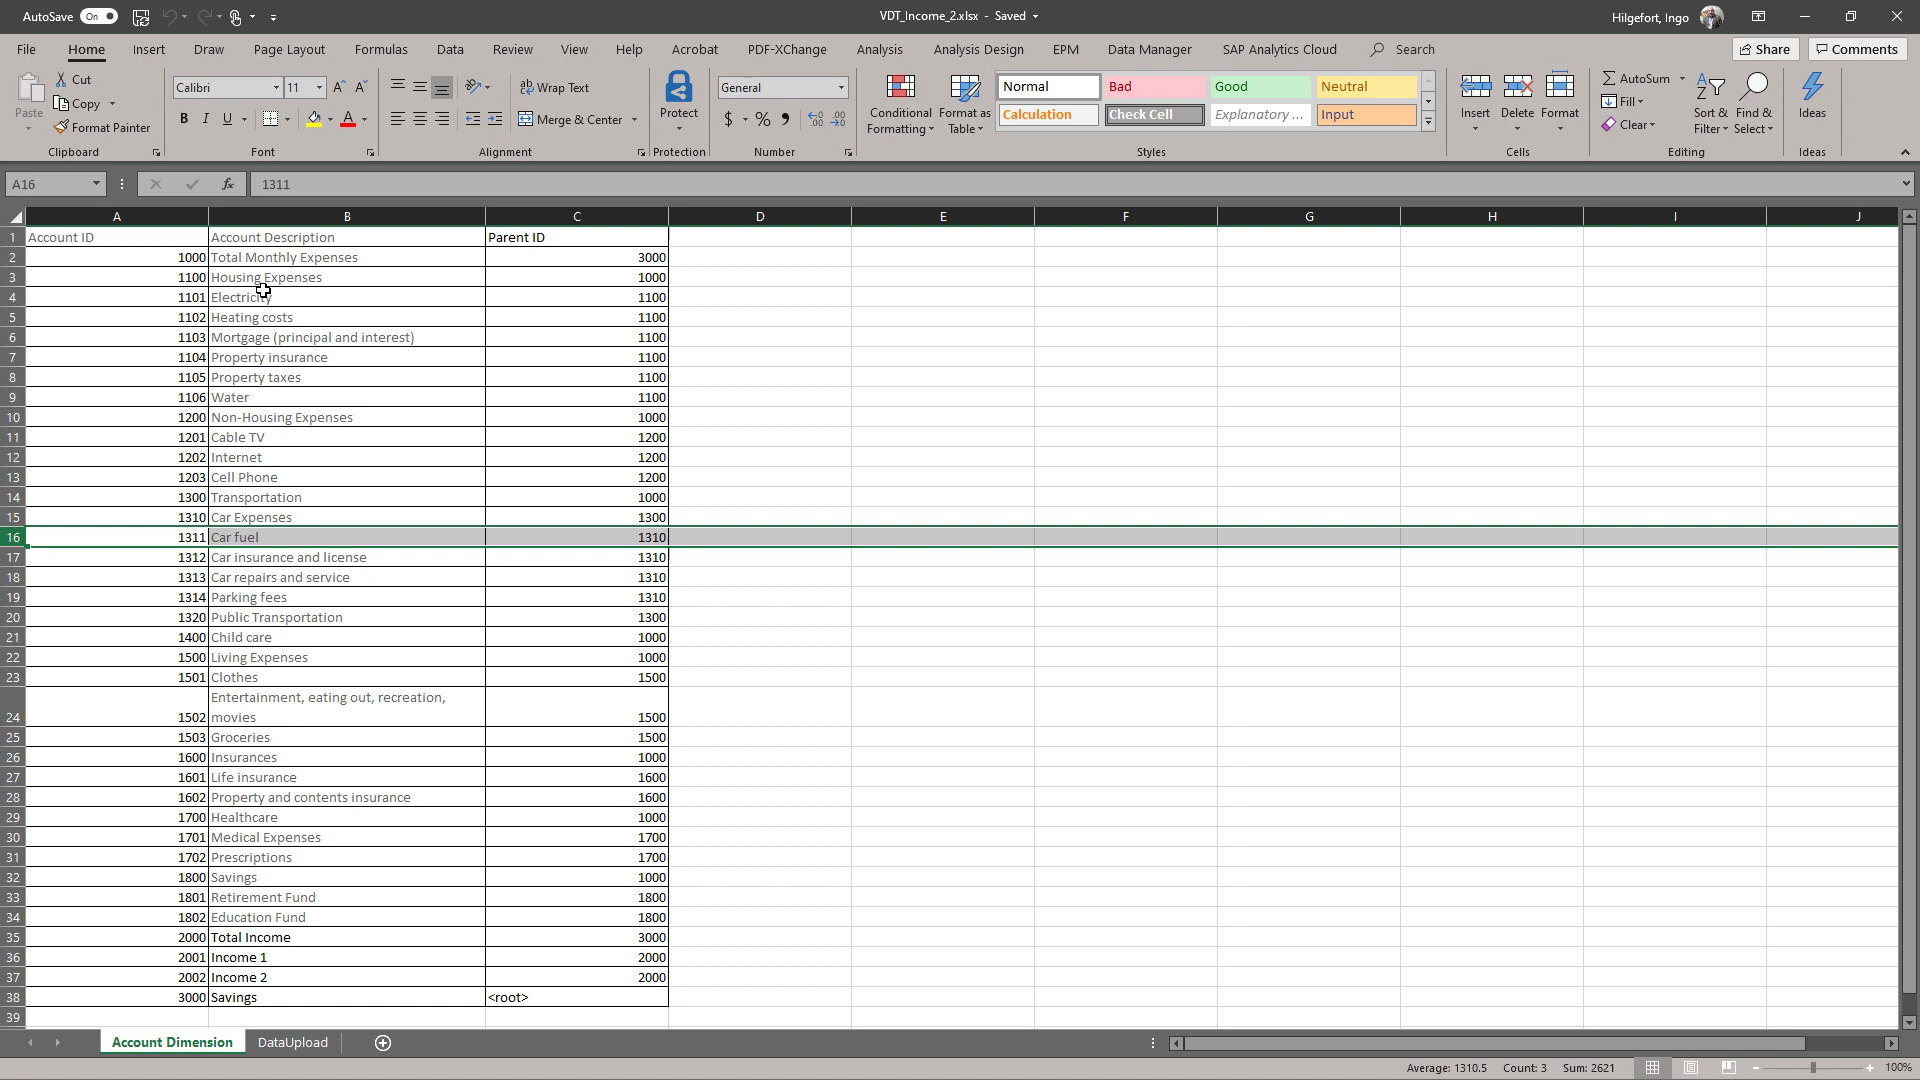 AutoSave On
VDT_Income_2.xlsx - Saved
Hilgefort, Ingo
File Home Insert Draw Page Layout Formulas Data Review View Help Acrobat PDF-XChange Analysis Analysis Design EPM Data Manager SAP Analytics Cloud Search Share Comments
Paste Cut Copy Format Painter Clipboard
Calibri 11 B I U A Font
ab Wrap Text Merge & Center Alignment
Protect Protection
General $ % Number
Conditional Formatting Format as Table
Normal Bad Good Neutral
Calculation Check Cell Explanatory ... Input
Styles
Insert Delete Format Cells
AutoSum Fill Clear Sort & Filter Find & Select Editing
Ideas Ideas
A16 fx 1311
A B C D E F G H I J
1 Account ID Account Description Parent ID
2 1000 Total Monthly Expenses 3000
3 1100 Housing Expenses 1000
4 1101 Electricity 1100
5 1102 Heating costs 1100
6 1103 Mortgage (principal and interest) 1100
7 1104 Property insurance 1100
8 1105 Property taxes 1100
9 1106 Water 1100
10 1200 Non-Housing Expenses 1000
11 1201 Cable TV 1200
12 1202 Internet 1200
13 1203 Cell Phone 1200
14 1300 Transportation 1000
15 1310 Car Expenses 1300
16 1311 Car fuel 1310
17 1312 Car insurance and license 1310
18 1313 Car repairs and service 1310
19 1314 Parking fees 1310
20 1320 Public Transportation 1300
21 1400 Child care 1000
22 1500 Living Expenses 1000
23 1501 Clothes 1500
Entertainment, eating out, recreation,
24 1502 movies 1500
25 1503 Groceries 1500
26 1600 Insurances 1000
27 1601 Life insurance 1600
28 1602 Property and contents insurance 1600
29 1700 Healthcare 1000
30 1701 Medical Expenses 1700
31 1702 Prescriptions 1700
32 1800 Savings 1000
33 1801 Retirement Fund 1800
34 1802 Education Fund 1800
35 2000 Total Income 3000
36 2001 Income 1 2000
37 2002 Income 2 2000
38 3000 Savings <root>
39
Account Dimension DataUpload
Average: 1310.5 Count: 3 Sum: 2621 100%